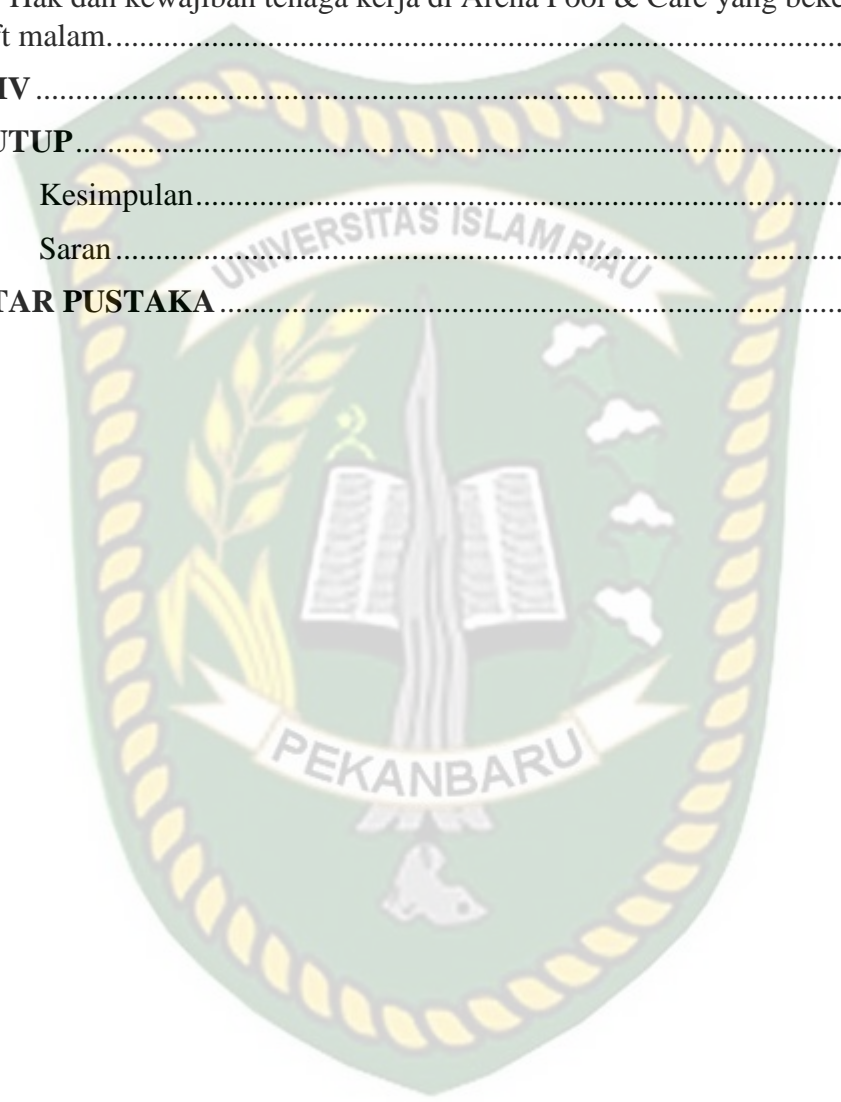 Hak dan kewajiban tenaga kerja di Arena Pool & Cafe yang beke
ft malam.
IV
UTUP
Kesimpulan
Saran
TAR PUSTAKA
UNIVERSITAS ISLAM RIAU
PEKANBARU